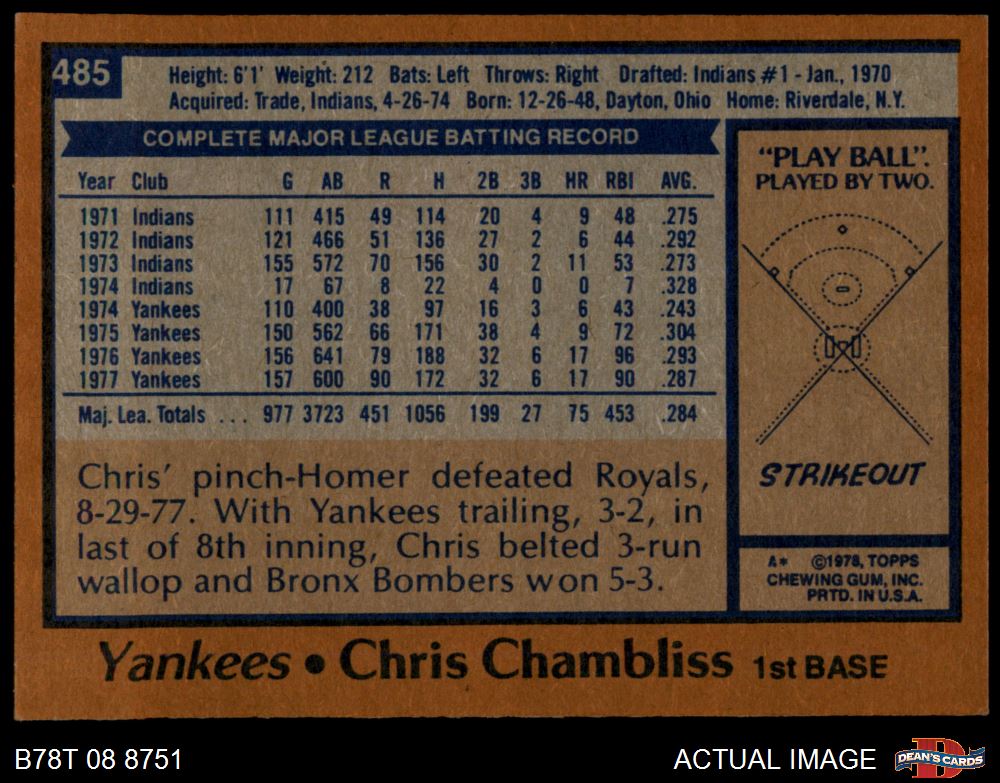 485
Height: 6'1' Weight: 212 Bats: Left Throws: Right Drafted: Indians #1 - Jan., 1970
Acquired: Trade, Indians, 4-26-74 Born: 12-26-48, Dayton, Ohio Home: Riverdale, N.Y.
COMPLETE MAJOR LEAGUE BATTING RECORD
Year Club G AB R H 2B 3B HR RBI AVG.
1971 Indians 111 415 49 114 20 4 9 48 .275
1972 Indians 121 466 51 136 27 2 6 44 .292
1973 Indians 155 572 70 156 30 2 11 53 .273
1974 Indians 17 67 8 22 4 0 0 7 .328
1974 Yankees 110 400 38 97 16 3 6 43 .243
1975 Yankees 150 562 66 171 38 4 9 72 .304
1976 Yankees 156 641 79 188 32 6 17 96 .293
1977 Yankees 157 600 90 172 32 6 17 90 .287
Maj. Lea. Totals ... 977 3723 451 1056 199 27 75 453 .284
Chris' pinch-Homer defeated Royals,
8-29-77. With Yankees trailing, 3-2, in
last of 8th inning, Chris belted 3-run
wallop and Bronx Bombers won 5-3.
"PLAY BALL".
PLAYED BY TWO.
STRIKEOUT
A* ©1978, TOPPS
CHEWING GUM, INC.
PRTD. IN U.S.A.
Yankees • Chris Chambliss 1st BASE
B78T 08 8751
ACTUAL IMAGE
D
DEAN'S CARDS